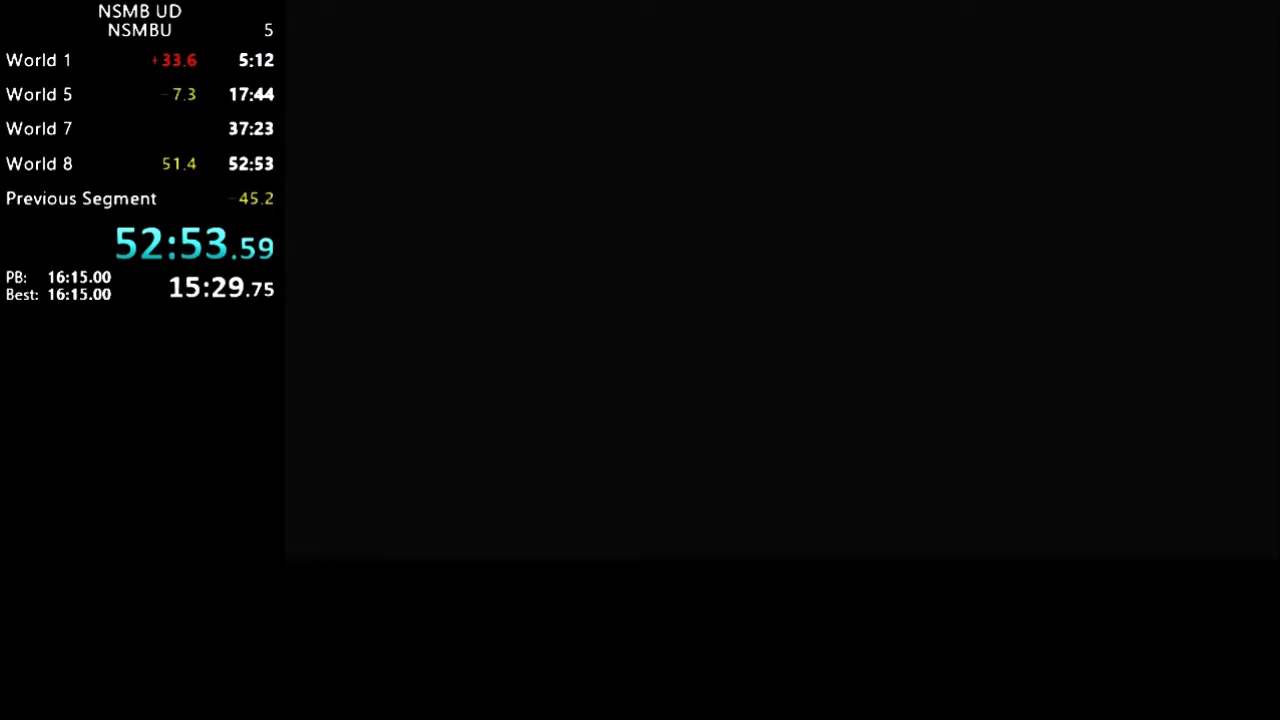 NSMB UD
NSMBU 5
World 1 +33.6 5:12
World 5 -7.3 17:44
World 7 37:23
World 8 51.4 52:53
Previous Segment -45.2
52:53.59
PB: 16:15.00
Best: 16:15.00
15:29.75